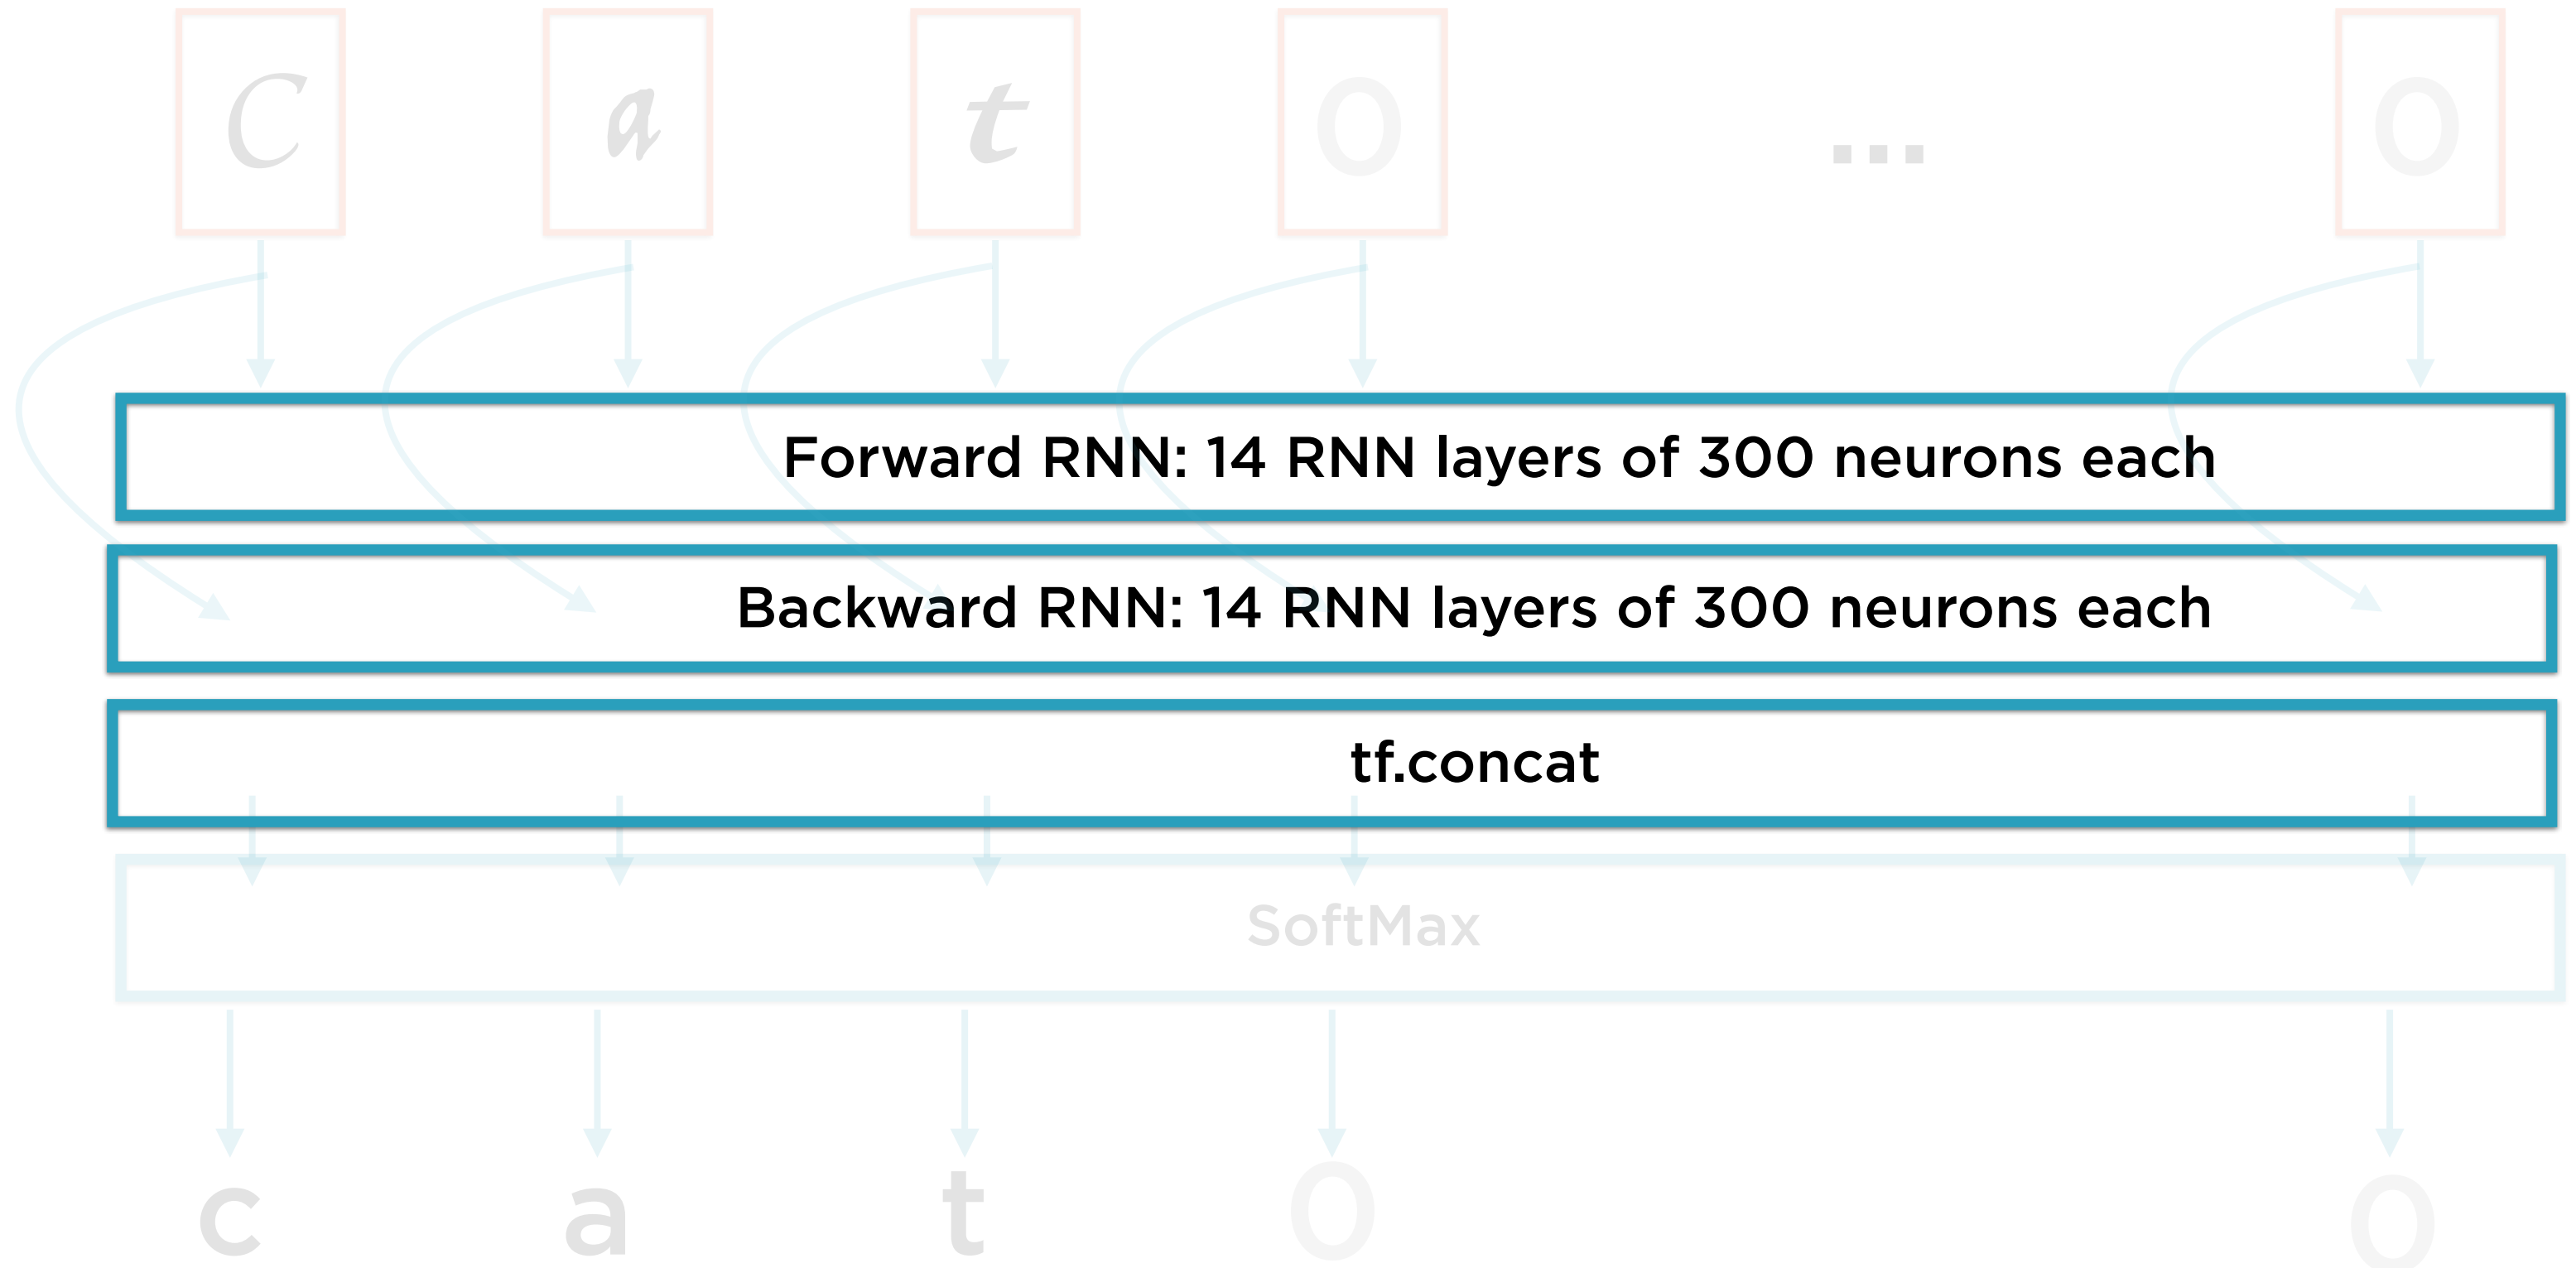 C a t 0 ... 0
Forward RNN: 14 RNN layers of 300 neurons each
Backward RNN: 14 RNN layers of 300 neurons each
tf.concat
SoftMax
c a t 0 0